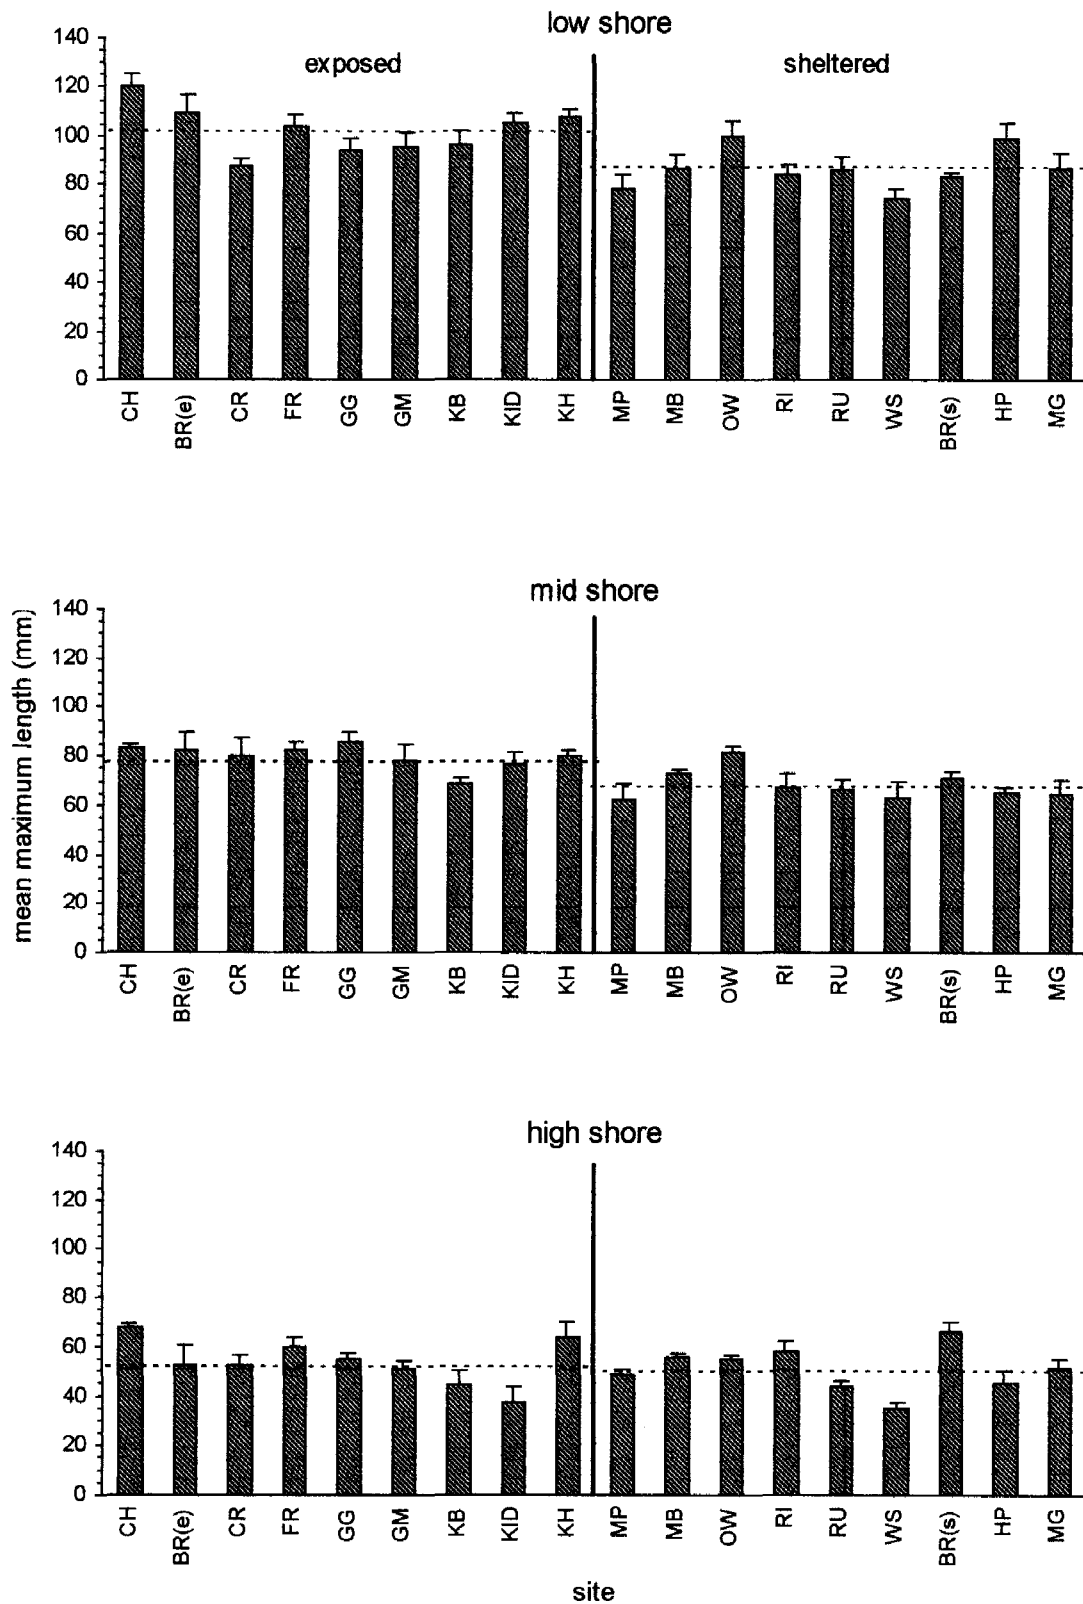 low shore
exposed
sheltered
140
120
100
80
60
40
20
0
CH BR(e) CR FR GG GM KB KID KH MP MB OW RI RU WS BR(s) HP MG
mid shore
mean maximum length (mm)
140
120
100
80
60
40
20
0
CH BR(e) CR FR GG GM KB KID KH MP MB OW RI RU WS BR(s) HP MG
high shore
140
120
100
80
60
40
20
0
CH BR(e) CR FR GG GM KB KID KH MP MB OW RI RU WS BR(s) HP MG
site